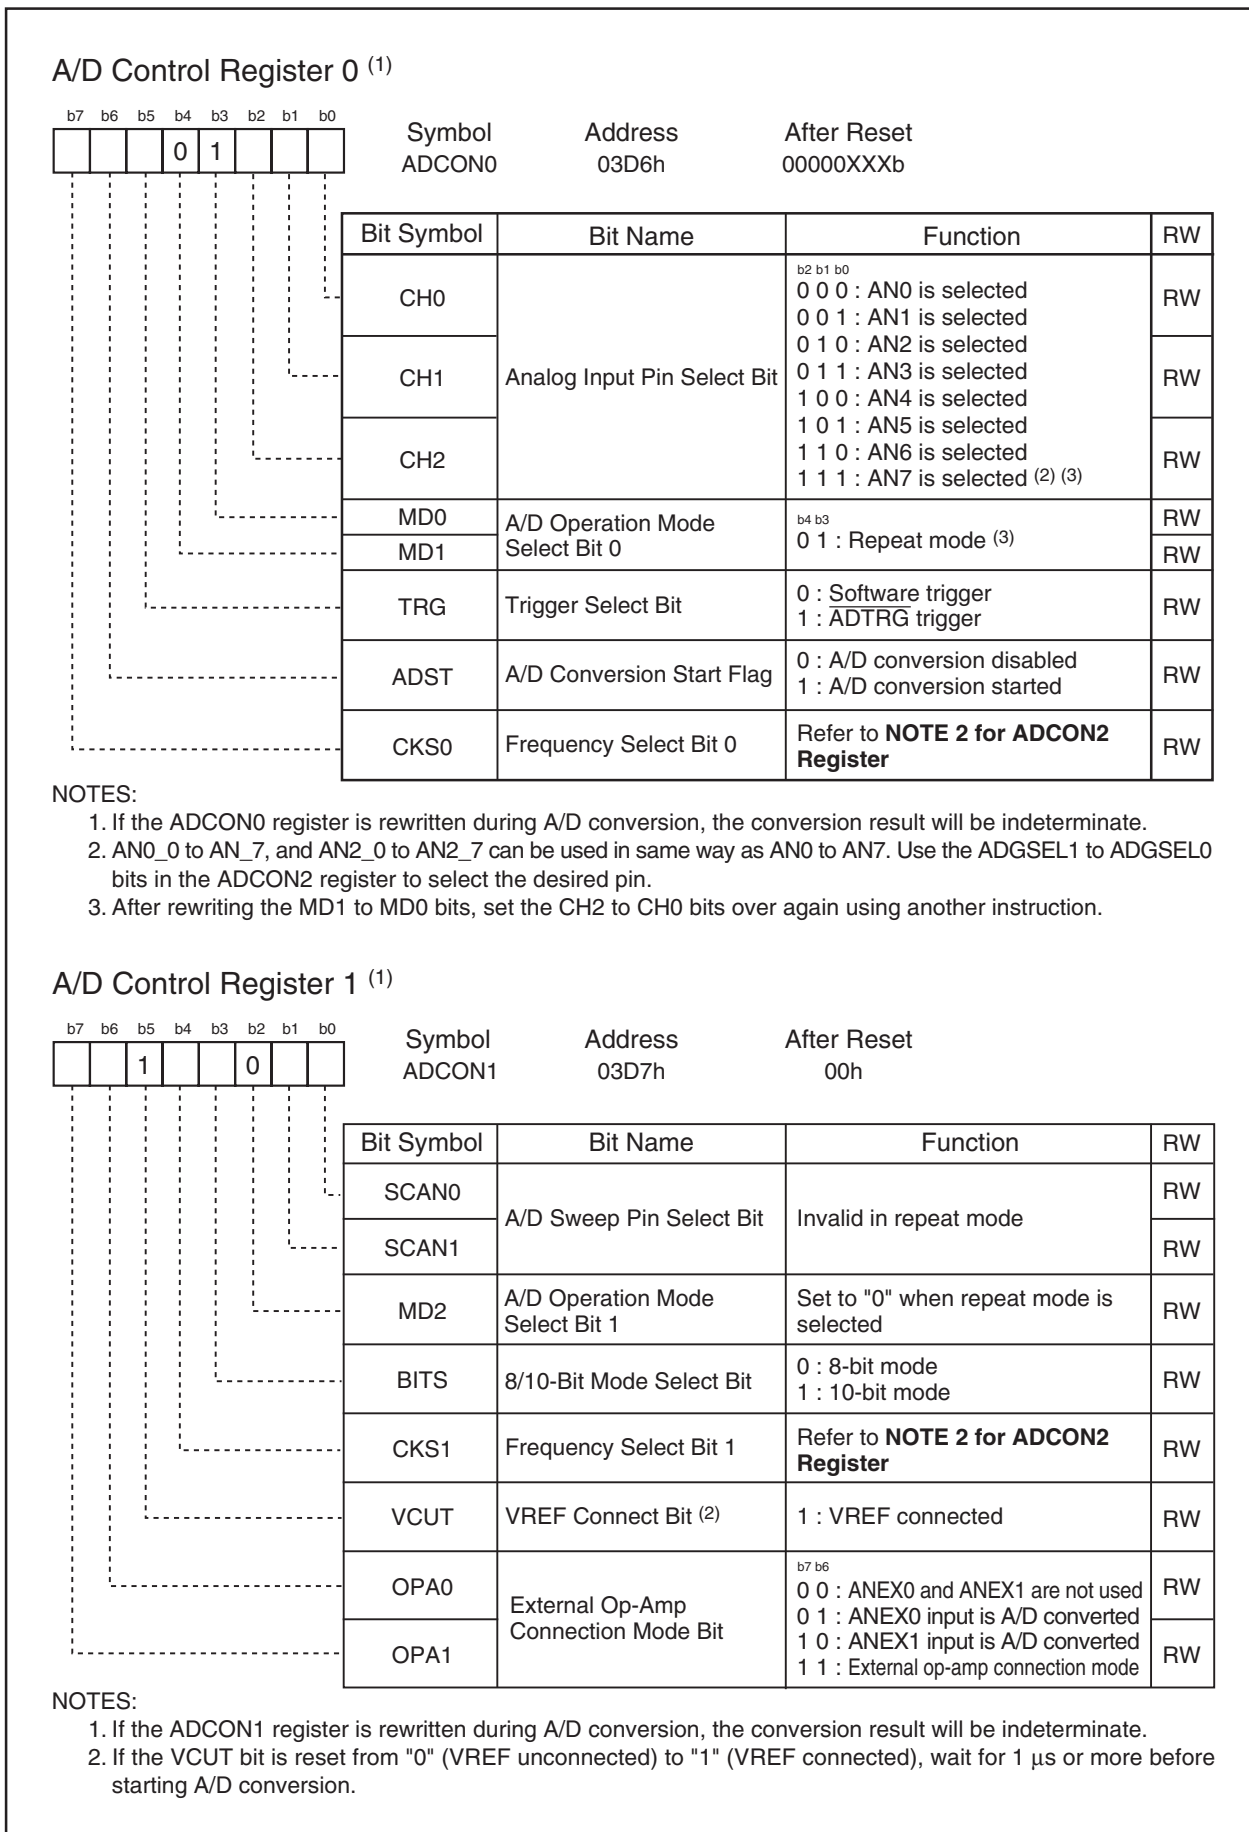 A/D Control Register 0 (1)
b7 b6 b5 b4 b3 b2 b1 b0
0 1
Symbol Address After Reset
ADCON0 03D6h 00000XXXb
Bit Symbol Bit Name Function RW
CH0 RW
CH1 RW
CH2 RW
Analog Input Pin Select Bit
b2 b1 b0
0 0 0 : AN0 is selected
0 0 1 : AN1 is selected
0 1 0 : AN2 is selected
0 1 1 : AN3 is selected
1 0 0 : AN4 is selected
1 0 1 : AN5 is selected
1 1 0 : AN6 is selected
1 1 1 : AN7 is selected (2) (3)
MD0 RW
MD1 RW
A/D Operation Mode
Select Bit 0
b4 b3
0 1 : Repeat mode (3)
TRG Trigger Select Bit RW
0 : Software trigger
1 : ADTRG trigger
ADST A/D Conversion Start Flag RW
0 : A/D conversion disabled
1 : A/D conversion started
CKS0 Frequency Select Bit 0 RW
Refer to NOTE 2 for ADCON2
Register
NOTES:
1. If the ADCON0 register is rewritten during A/D conversion, the conversion result will be indeterminate.
2. AN0_0 to AN_7, and AN2_0 to AN2_7 can be used in same way as AN0 to AN7. Use the ADGSEL1 to ADGSEL0
bits in the ADCON2 register to select the desired pin.
3. After rewriting the MD1 to MD0 bits, set the CH2 to CH0 bits over again using another instruction.
A/D Control Register 1 (1)
b7 b6 b5 b4 b3 b2 b1 b0
1 0
Symbol Address After Reset
ADCON1 03D7h 00h
Bit Symbol Bit Name Function RW
SCAN0 RW
SCAN1 RW
A/D Sweep Pin Select Bit Invalid in repeat mode
MD2 RW
A/D Operation Mode
Select Bit 1
Set to "0" when repeat mode is
selected
BITS 8/10-Bit Mode Select Bit RW
0 : 8-bit mode
1 : 10-bit mode
CKS1 Frequency Select Bit 1 RW
Refer to NOTE 2 for ADCON2
Register
VCUT VREF Connect Bit (2) 1 : VREF connected RW
OPA0 RW
OPA1 RW
External Op-Amp
Connection Mode Bit
b7 b6
0 0 : ANEX0 and ANEX1 are not used
0 1 : ANEX0 input is A/D converted
1 0 : ANEX1 input is A/D converted
1 1 : External op-amp connection mode
NOTES:
1. If the ADCON1 register is rewritten during A/D conversion, the conversion result will be indeterminate.
2. If the VCUT bit is reset from "0" (VREF unconnected) to "1" (VREF connected), wait for 1 µs or more before
starting A/D conversion.